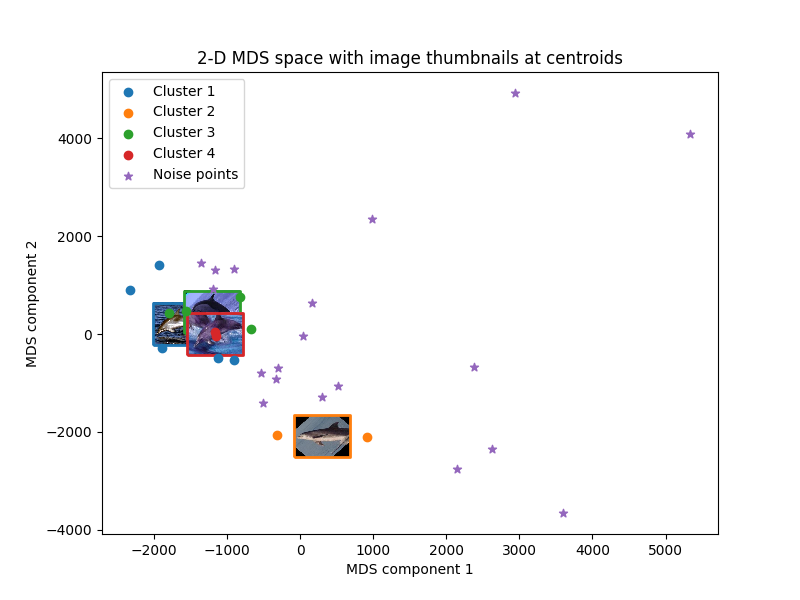 2-D MDS space with image thumbnails at centroids
Cluster 1
Cluster 2
Cluster 3
Cluster 4
Noise points
MDS component 2
4000
2000
0
−2000
−4000
−2000 −1000 0 1000 2000 3000 4000 5000
MDS component 1